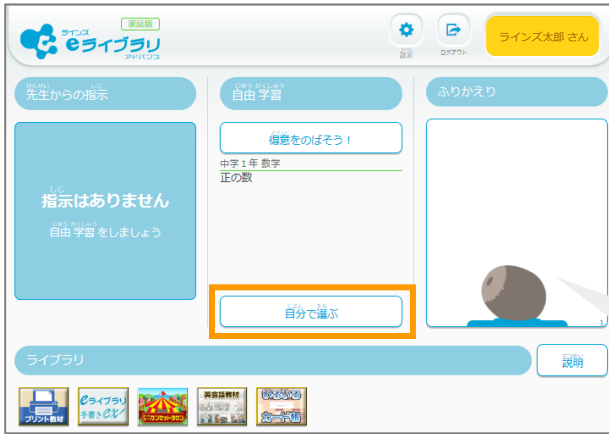 家庭版
ラインズ
eライブラリ
アドバンス
設定
ログアウト
ラインズ太郎 さん
先生からの指示
自由 学習
ふりかえり
得意をのばそう！
中学１年 数学
正の数
指示はありません
自由 学習 をしましょう
自分で選ぶ
1
ライブラリ
説明
プリント教材
eライブラリ
手書きex
英会話教材